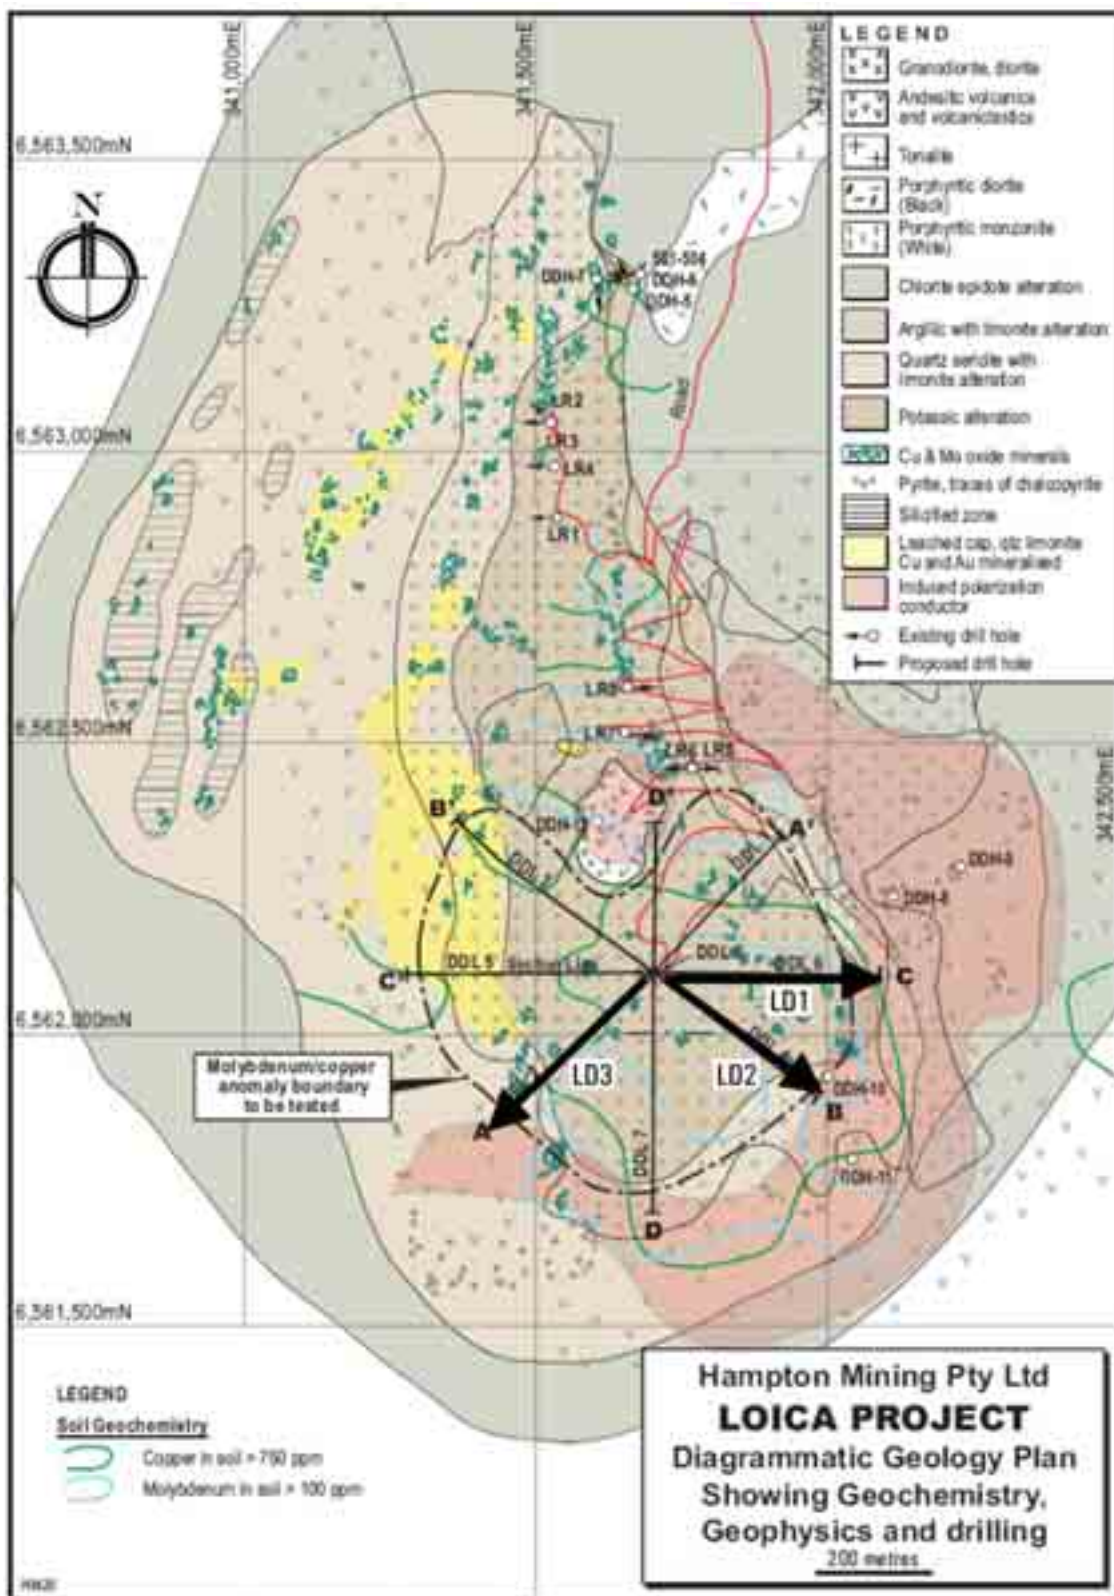 341,000mE
341,500mE
342,000mE
342,500mE
6,563,500mN
6,563,000mN
6,562,500mN
6,562,000mN
6,561,500mN
N
LEGEND
Granodiorite, diorite
Andesitic volcanics
and volcaniclastics
Tonalite
Porphyritic diorite
(Black)
Porphyritic monzonite
(White)
Chlorite epidote alteration
Argillic with limonite alteration
Quartz sericite with
limonite alteration
Potassic alteration
Cu & Mo oxide minerals
Pyrite, traces of chalcopyrite
Silicified zone
Leached cap, qtz limonite
Cu and Au mineralised
Induced polarization
conductor
Existing drill hole
Proposed drill hole
DDH-7
DDH-6
DDH-5
Road
LR2
LR3
LR4
LR1
LR7
LR6
B'
D'
A'
DDH-9
DDH-8
DDL 5
DDL 6
C'
C
LD1
LD2
LD3
DDH-10
B
A
DDH-11
DDL 7
D
Molybdenum/copper
anomaly boundary
to be tested
LEGEND
Soil Geochemistry
Copper in soil > 750 ppm
Molybdenum in soil > 100 ppm
Hampton Mining Pty Ltd
LOICA PROJECT
Diagrammatic Geology Plan
Showing Geochemistry,
Geophysics and drilling
200 metres